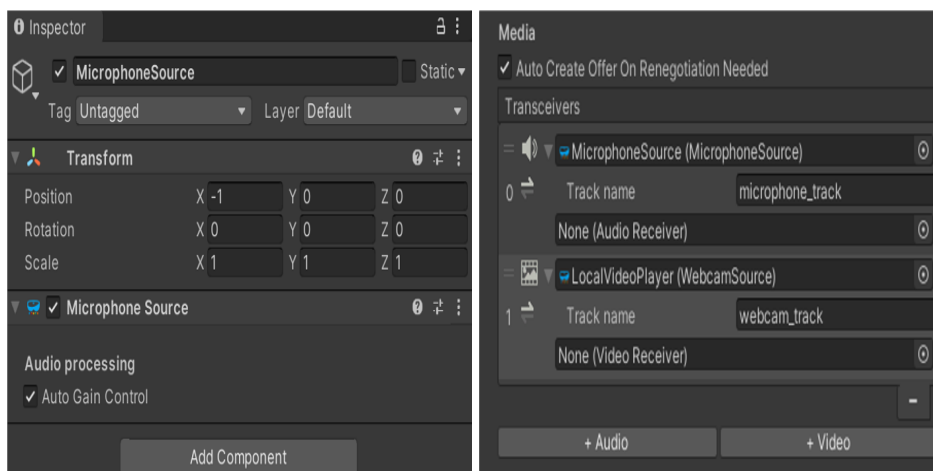 Inspector
MicrophoneSource
Static
Tag Untagged Layer Default
Transform
Position X -1 Y 0 Z 0
Rotation X 0 Y 0 Z 0
Scale X 1 Y 1 Z 1
Microphone Source
Audio processing
Auto Gain Control
Add Component
Media
Auto Create Offer On Renegotiation Needed
Transceivers
MicrophoneSource (MicrophoneSource)
0 Track name microphone_track
None (Audio Receiver)
LocalVideoPlayer (WebcamSource)
1 Track name webcam_track
None (Video Receiver)
-
+ Audio + Video